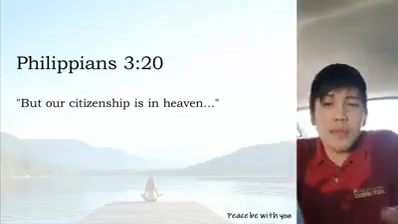 Philippians 3:20
"But our citizenship is in heaven..."
Peace be with you